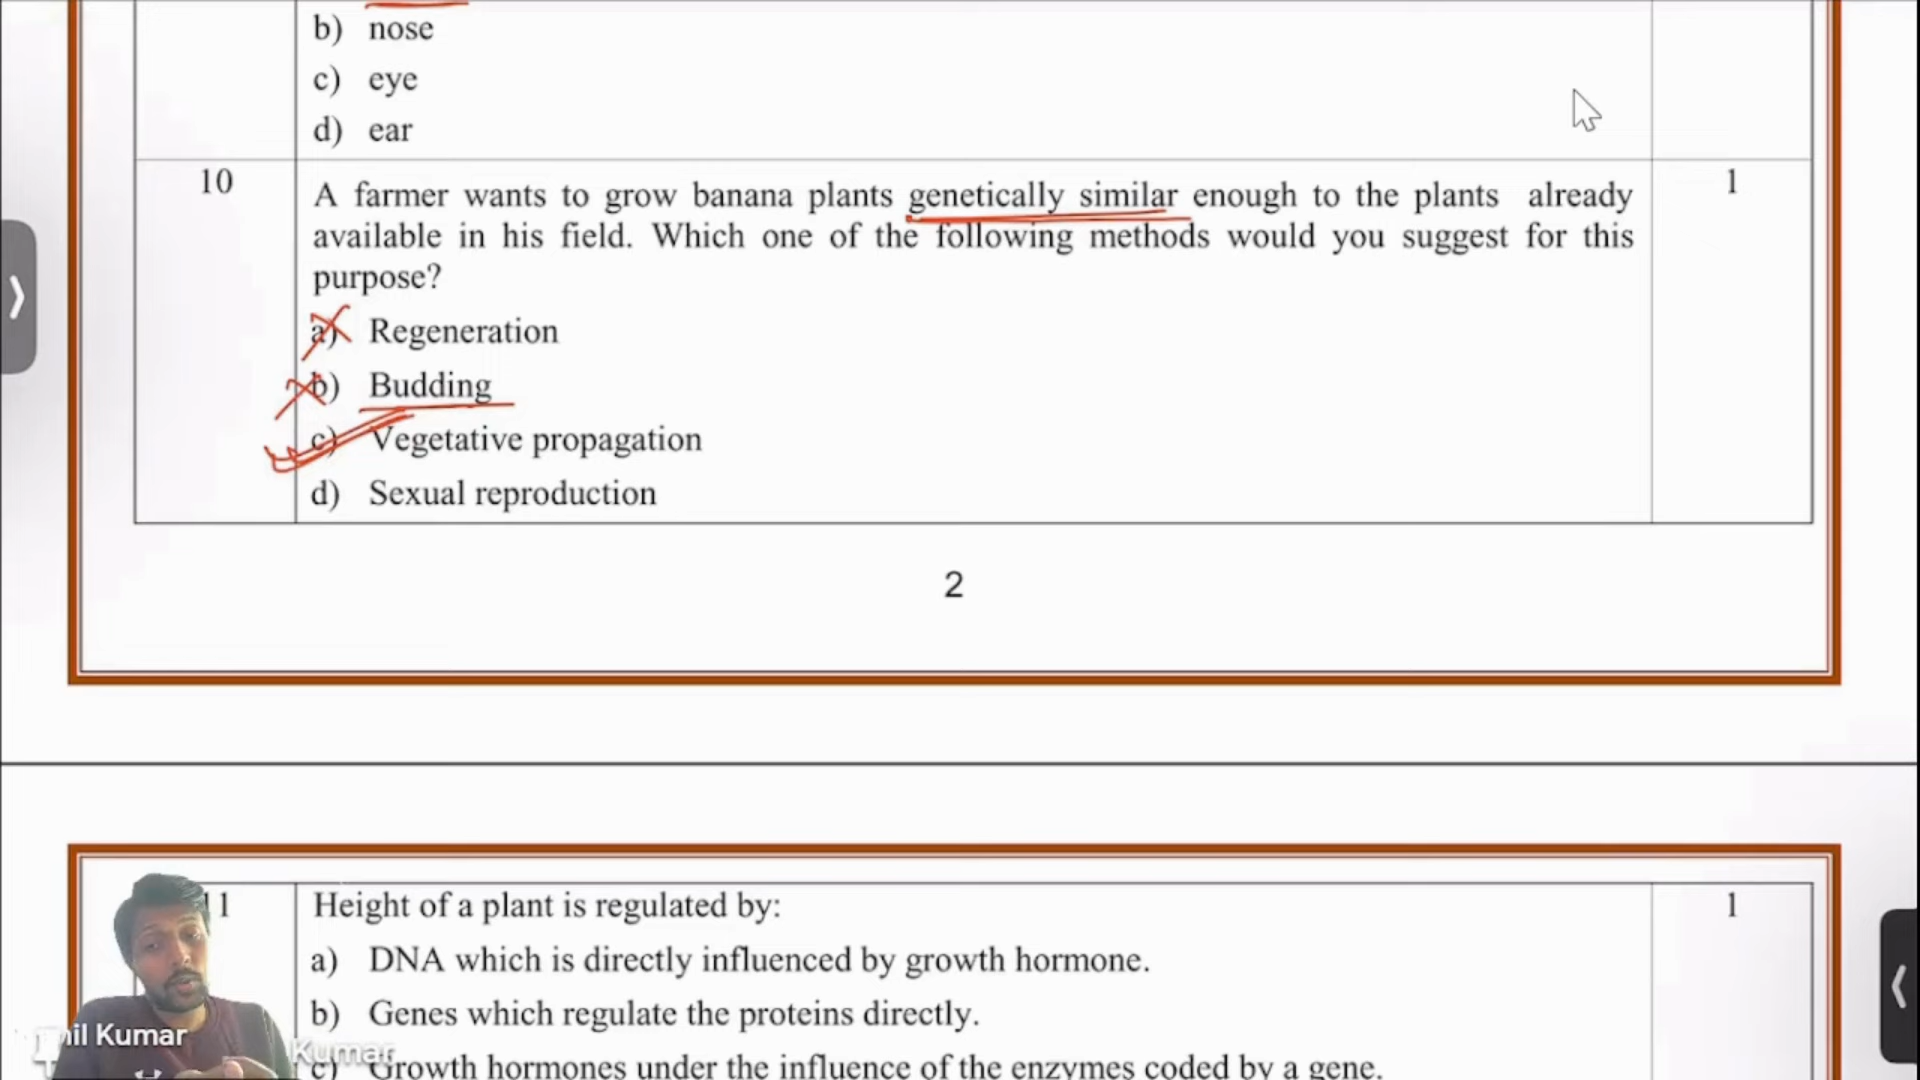 b) nose
c) eye
d) ear
10
A farmer wants to grow banana plants genetically similar enough to the plants already
1
available in his field. Which one of the following methods would you suggest for this
purpose?
a) Regeneration
b) Budding
c) Vegetative propagation
d) Sexual reproduction
2
11
Height of a plant is regulated by:
1
a) DNA which is directly influenced by growth hormone.
b) Genes which regulate the proteins directly.
c) Growth hormones under the influence of the enzymes coded by a gene.
Kumar
Kumar